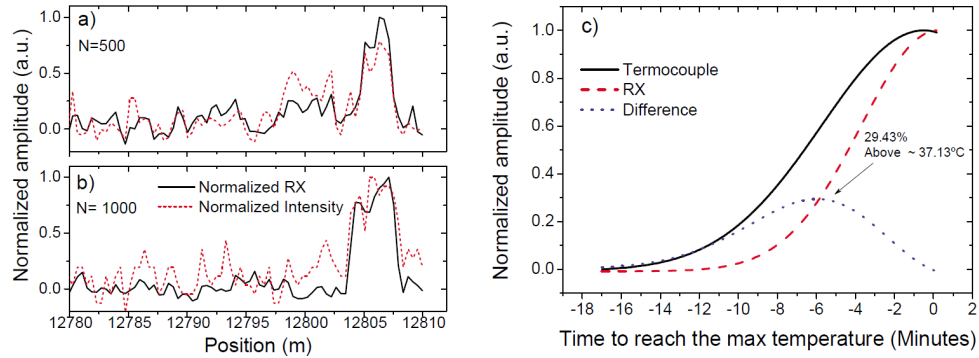 a)
N=500
1.0
0.5
0.0
Normalized amplitude (a.u.)
b)
N= 1000
Normalized RX
Normalized Intensity
1.0
0.5
0.0
12780 12785 12790 12795 12800 12805 12810
Position (m)
c)
Termocouple
RX
Difference
29.43%
Above ~ 37.13ºC
Normalized amplitude (a.u.)
1.0
0.8
0.6
0.4
0.2
0.0
-18 -16 -14 -12 -10 -8 -6 -4 -2 0 2
Time to reach the max temperature (Minutes)